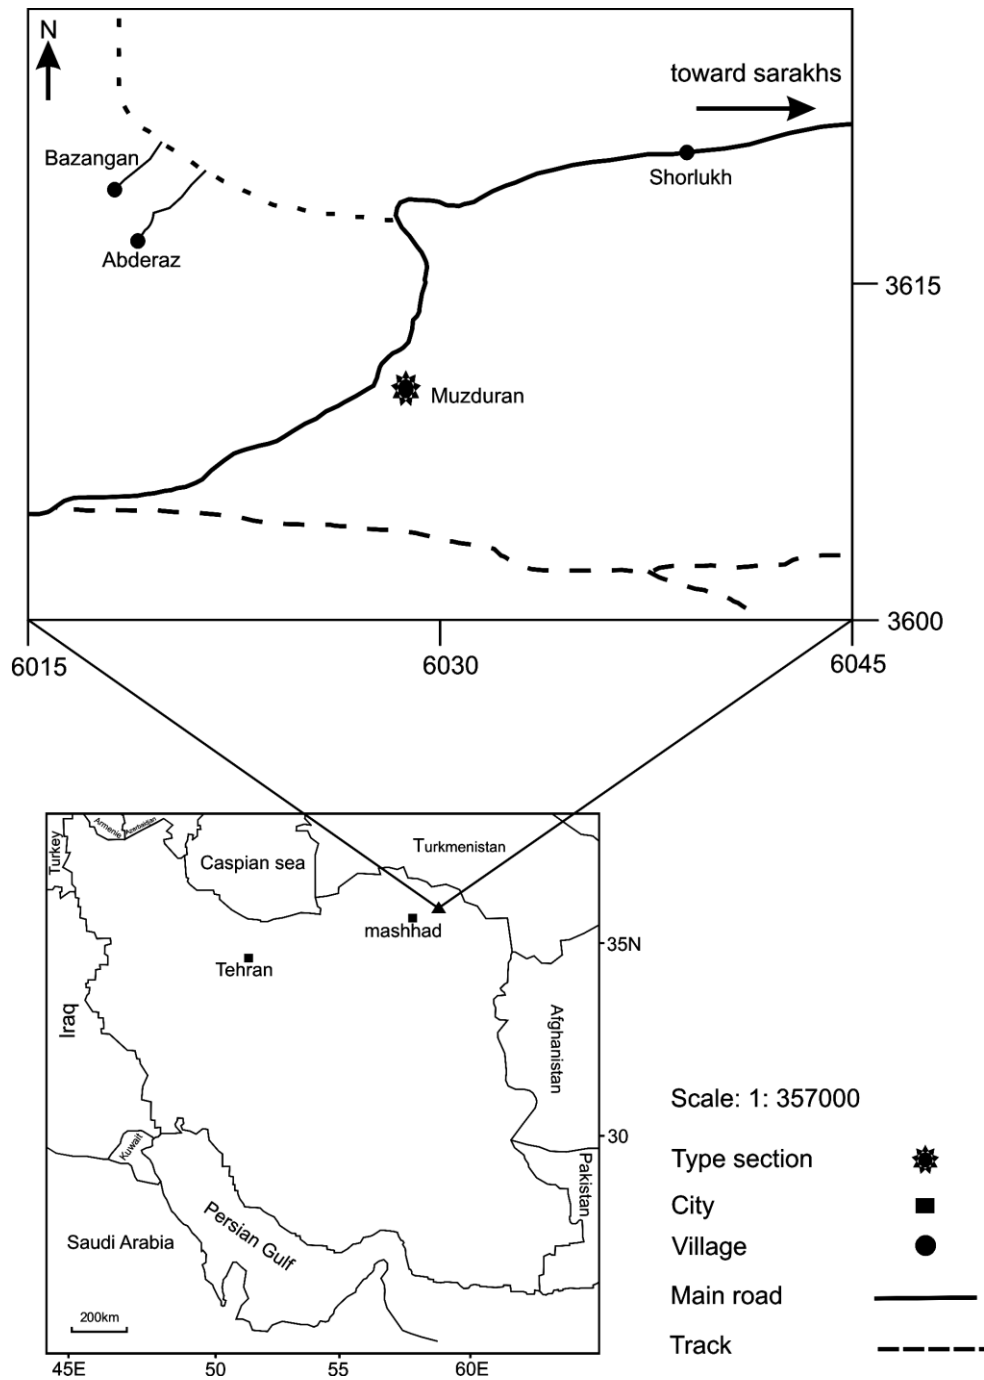 N
toward sarakhs
Bazangan
Shorlukh
Abderaz
3615
Muzduran
3600
6015
6030
6045
Armenie
Azerbaidan
Turkey
Caspian sea
Turkmenistan
mashhad
35N
Tehran
Iraq
Afghanistan
Scale: 1: 357000
30
Kuwait
Type section
Pakistan
City
Persian Gulf
Saudi Arabia
Village
Main road
200km
Track
45E
50
55
60E